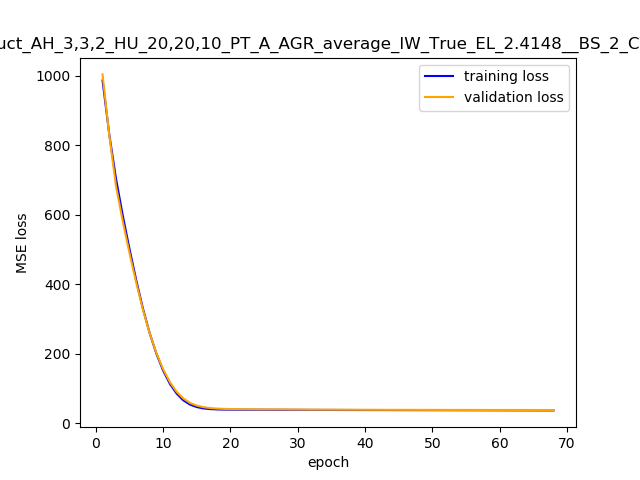 uct_AH_3,3,2_HU_20,20,10_PT_A_AGR_average_IW_True_EL_2.4148__BS_2_C
1000
800
600
400
200
0
MSE loss
training loss
validation loss
0 10 20 30 40 50 60 70
epoch